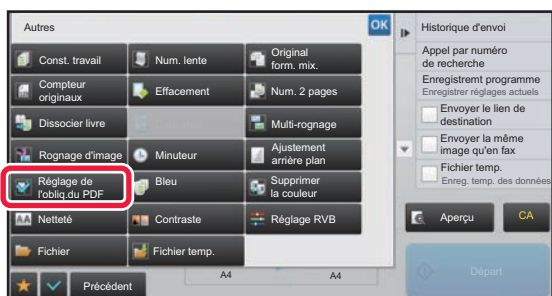 Autres
OK
Const. travail
Num. lente
Original
form. mix.
Compteur
originaux
Effacement
Num. 2 pages
Dissocier livre
Multi-rognage
Rognage d'image
Minuteur
Ajustement
arrière plan
Réglage de
l'obliq.du PDF
Bleu
Supprimer
la couleur
Netteté
Contraste
Réglage RVB
Fichier
Fichier temp.
Précédent
A4
A4
Historique d'envoi
Appel par numéro
de recherche
Enregistremt programme
Enregistrer réglages actuels
Envoyer le lien de
destination
Envoyer la même
image qu'en fax
Fichier temp.
Enreg. temp. des données
Aperçu
CA
Départ